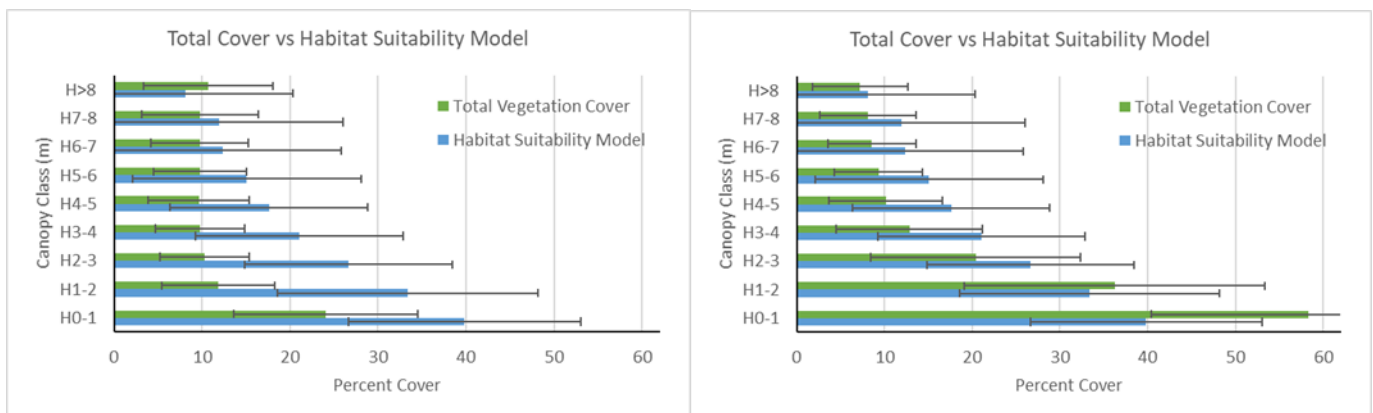 Total Cover vs Habitat Suitability Model
H>8
H7-8
H6-7
H5-6
H4-5
H3-4
H2-3
H1-2
H0-1
Canopy Class (m)
Total Vegetation Cover
Habitat Suitability Model
0 10 20 30 40 50 60
Percent Cover
Total Cover vs Habitat Suitability Model
H>8
H7-8
H6-7
H5-6
H4-5
H3-4
H2-3
H1-2
H0-1
Canopy Class (m)
Total Vegetation Cover
Habitat Suitability Model
0 10 20 30 40 50 60
Percent Cover